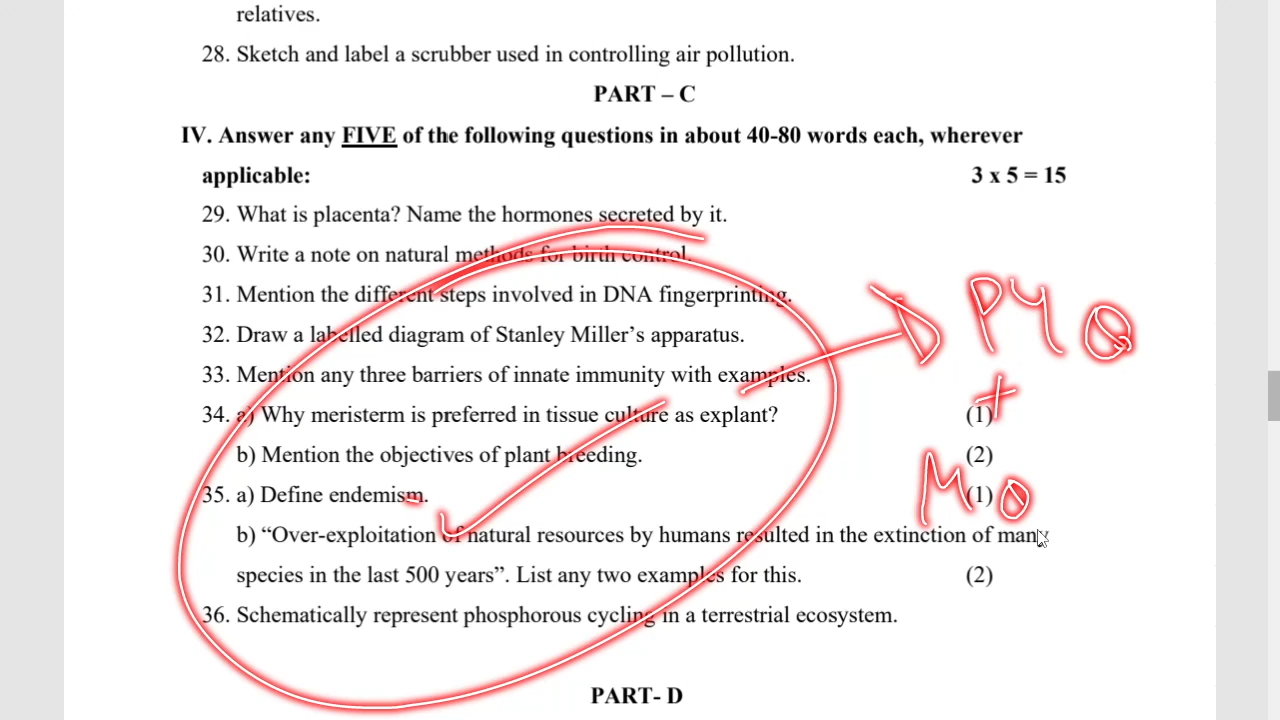 relatives.
28. Sketch and label a scrubber used in controlling air pollution.
PART – C
IV. Answer any FIVE of the following questions in about 40-80 words each, wherever
applicable: 3 x 5 = 15
29. What is placenta? Name the hormones secreted by it.
30. Write a note on natural methods for birth control.
31. Mention the different steps involved in DNA fingerprinting.
32. Draw a labelled diagram of Stanley Miller’s apparatus.
33. Mention any three barriers of innate immunity with examples.
34. a) Why meristerm is preferred in tissue culture as explant? (1)
b) Mention the objectives of plant breeding. (2)
35. a) Define endemism. (1)
b) “Over-exploitation of natural resources by humans resulted in the extinction of many
species in the last 500 years”. List any two examples for this. (2)
36. Schematically represent phosphorous cycling in a terrestrial ecosystem.
PART- D
PYQ
+
MQ